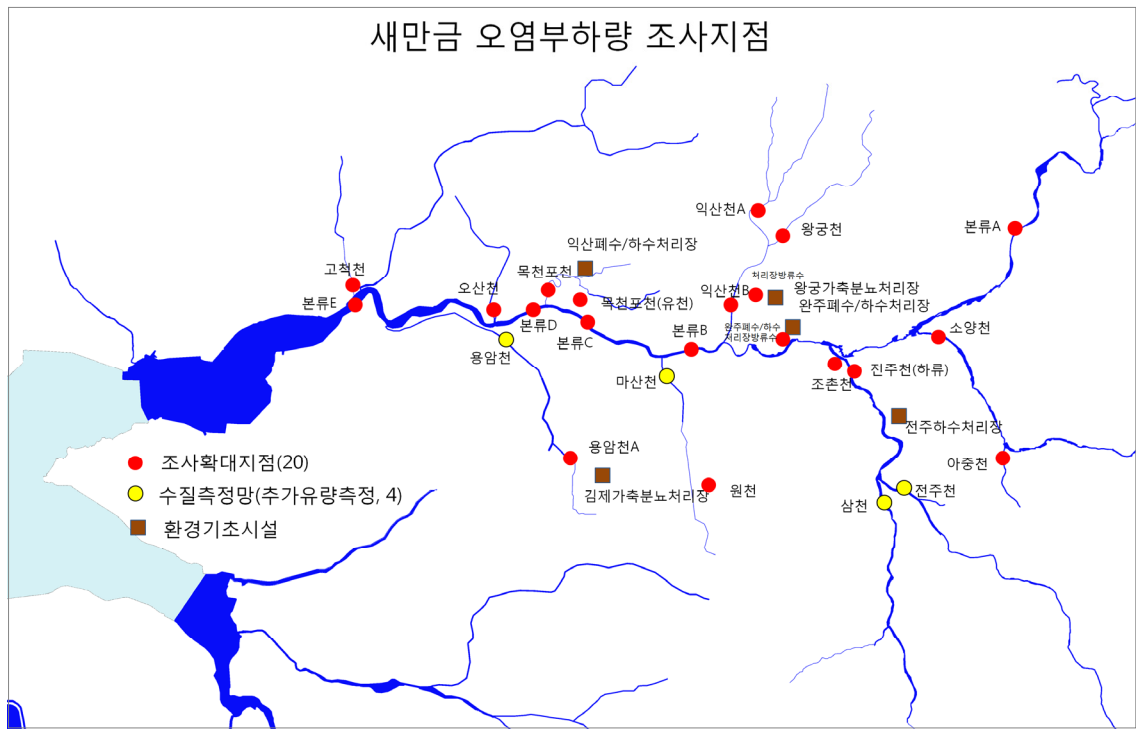 새만금 오염부하량 조사지점
익산천A
왕궁천
본류A
익산폐수/하수처리장
고척천
목천포천
처리장방류수
오산천
익산천B
왕궁가축분뇨처리장
본류E
목천포천(유천)
완주폐수/하수처리장
본류D
본류B
완주폐수/하수
처리장방류수
소양천
본류C
용암천
마산천
조촌천
진주천(하류)
전주하수처리장
용암천A
아중천
조사확대지점(20)
수질측정망(추가유량측정, 4)
김제가축분뇨처리장
원천
전주천
삼천
환경기초시설